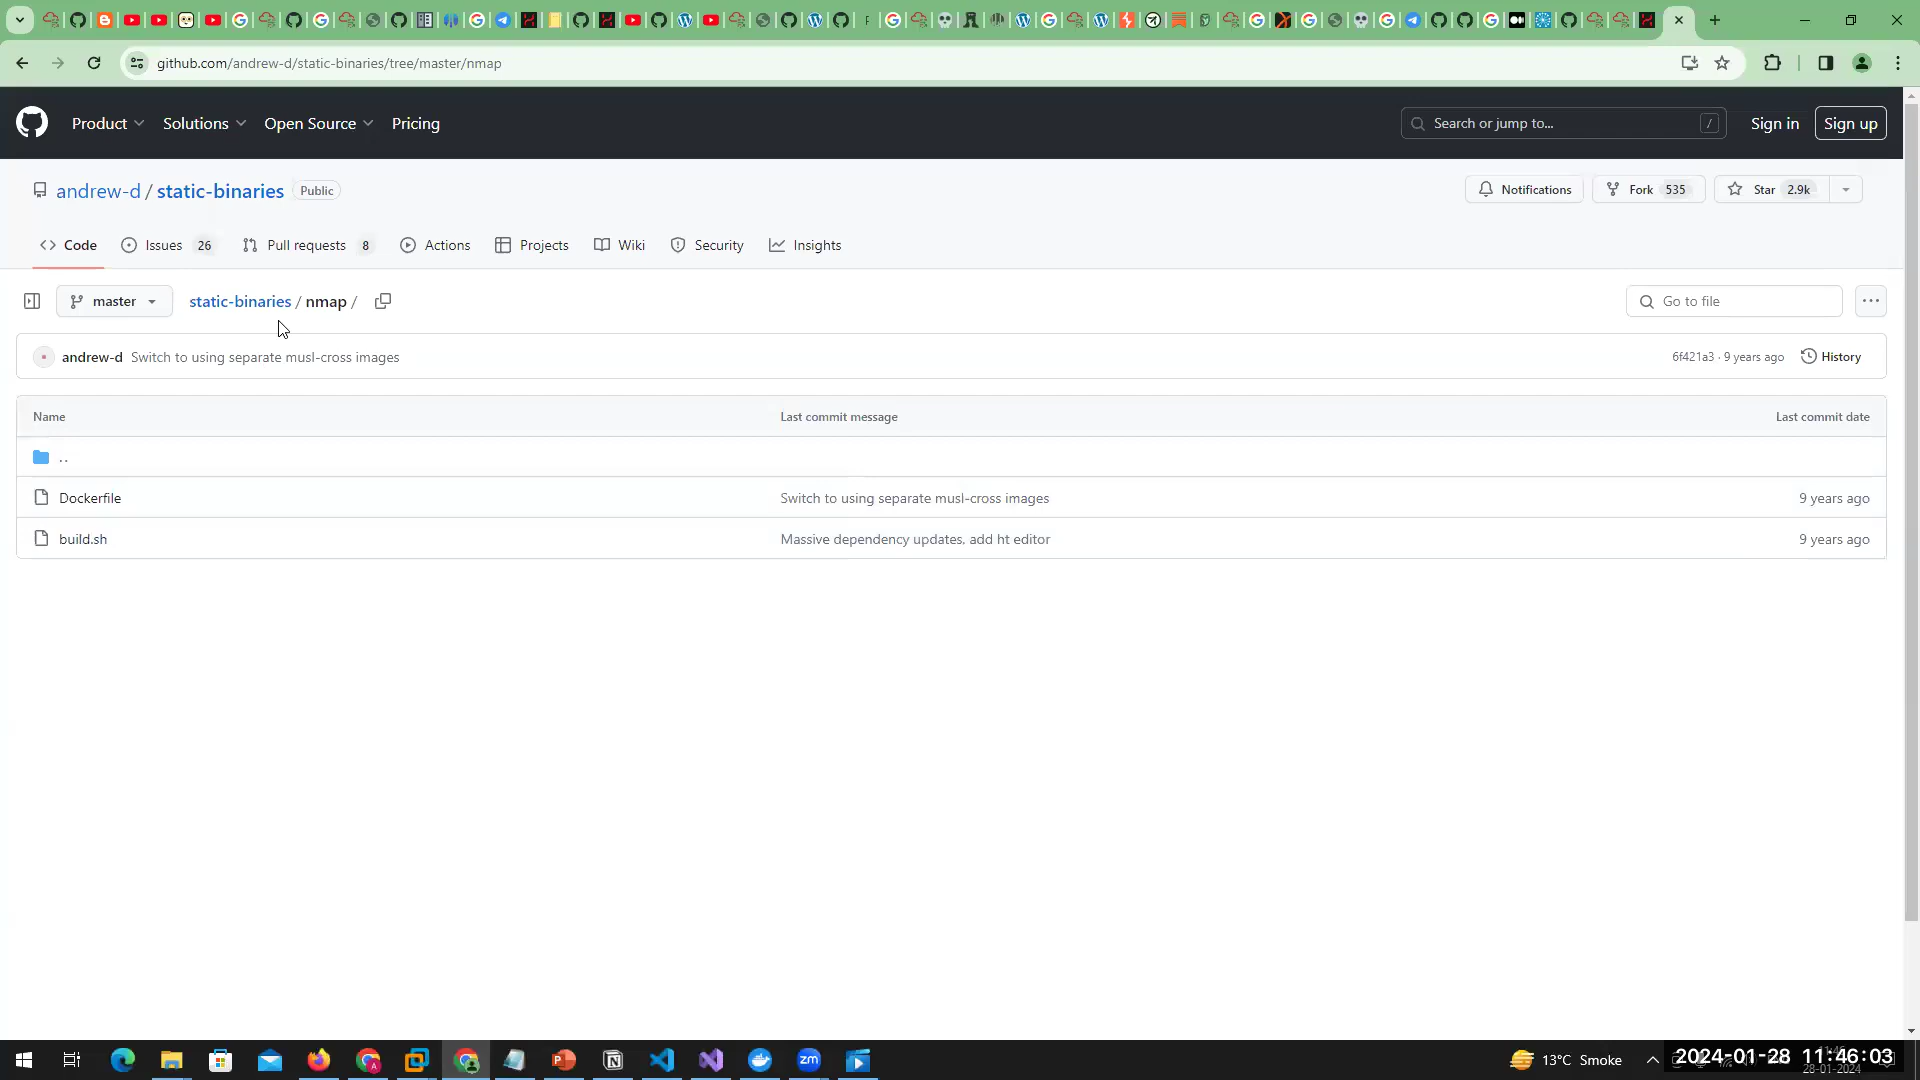 github.com/andrew-d/static-binaries/tree/master/nmap
Product Solutions Open Source Pricing
Search or jump to... /
Sign in Sign up
andrew-d / static-binaries Public
Notifications Fork 535 Star 2.9k
Code Issues 26 Pull requests 8 Actions Projects Wiki Security Insights
master static-binaries / nmap /
Go to file
andrew-d Switch to using separate musl-cross images
6f421a3 · 9 years ago History
Name Last commit message Last commit date
..
Dockerfile Switch to using separate musl-cross images 9 years ago
build.sh Massive dependency updates, add ht editor 9 years ago
13°C Smoke
2024-01-28 11:46:03
28-01-2024